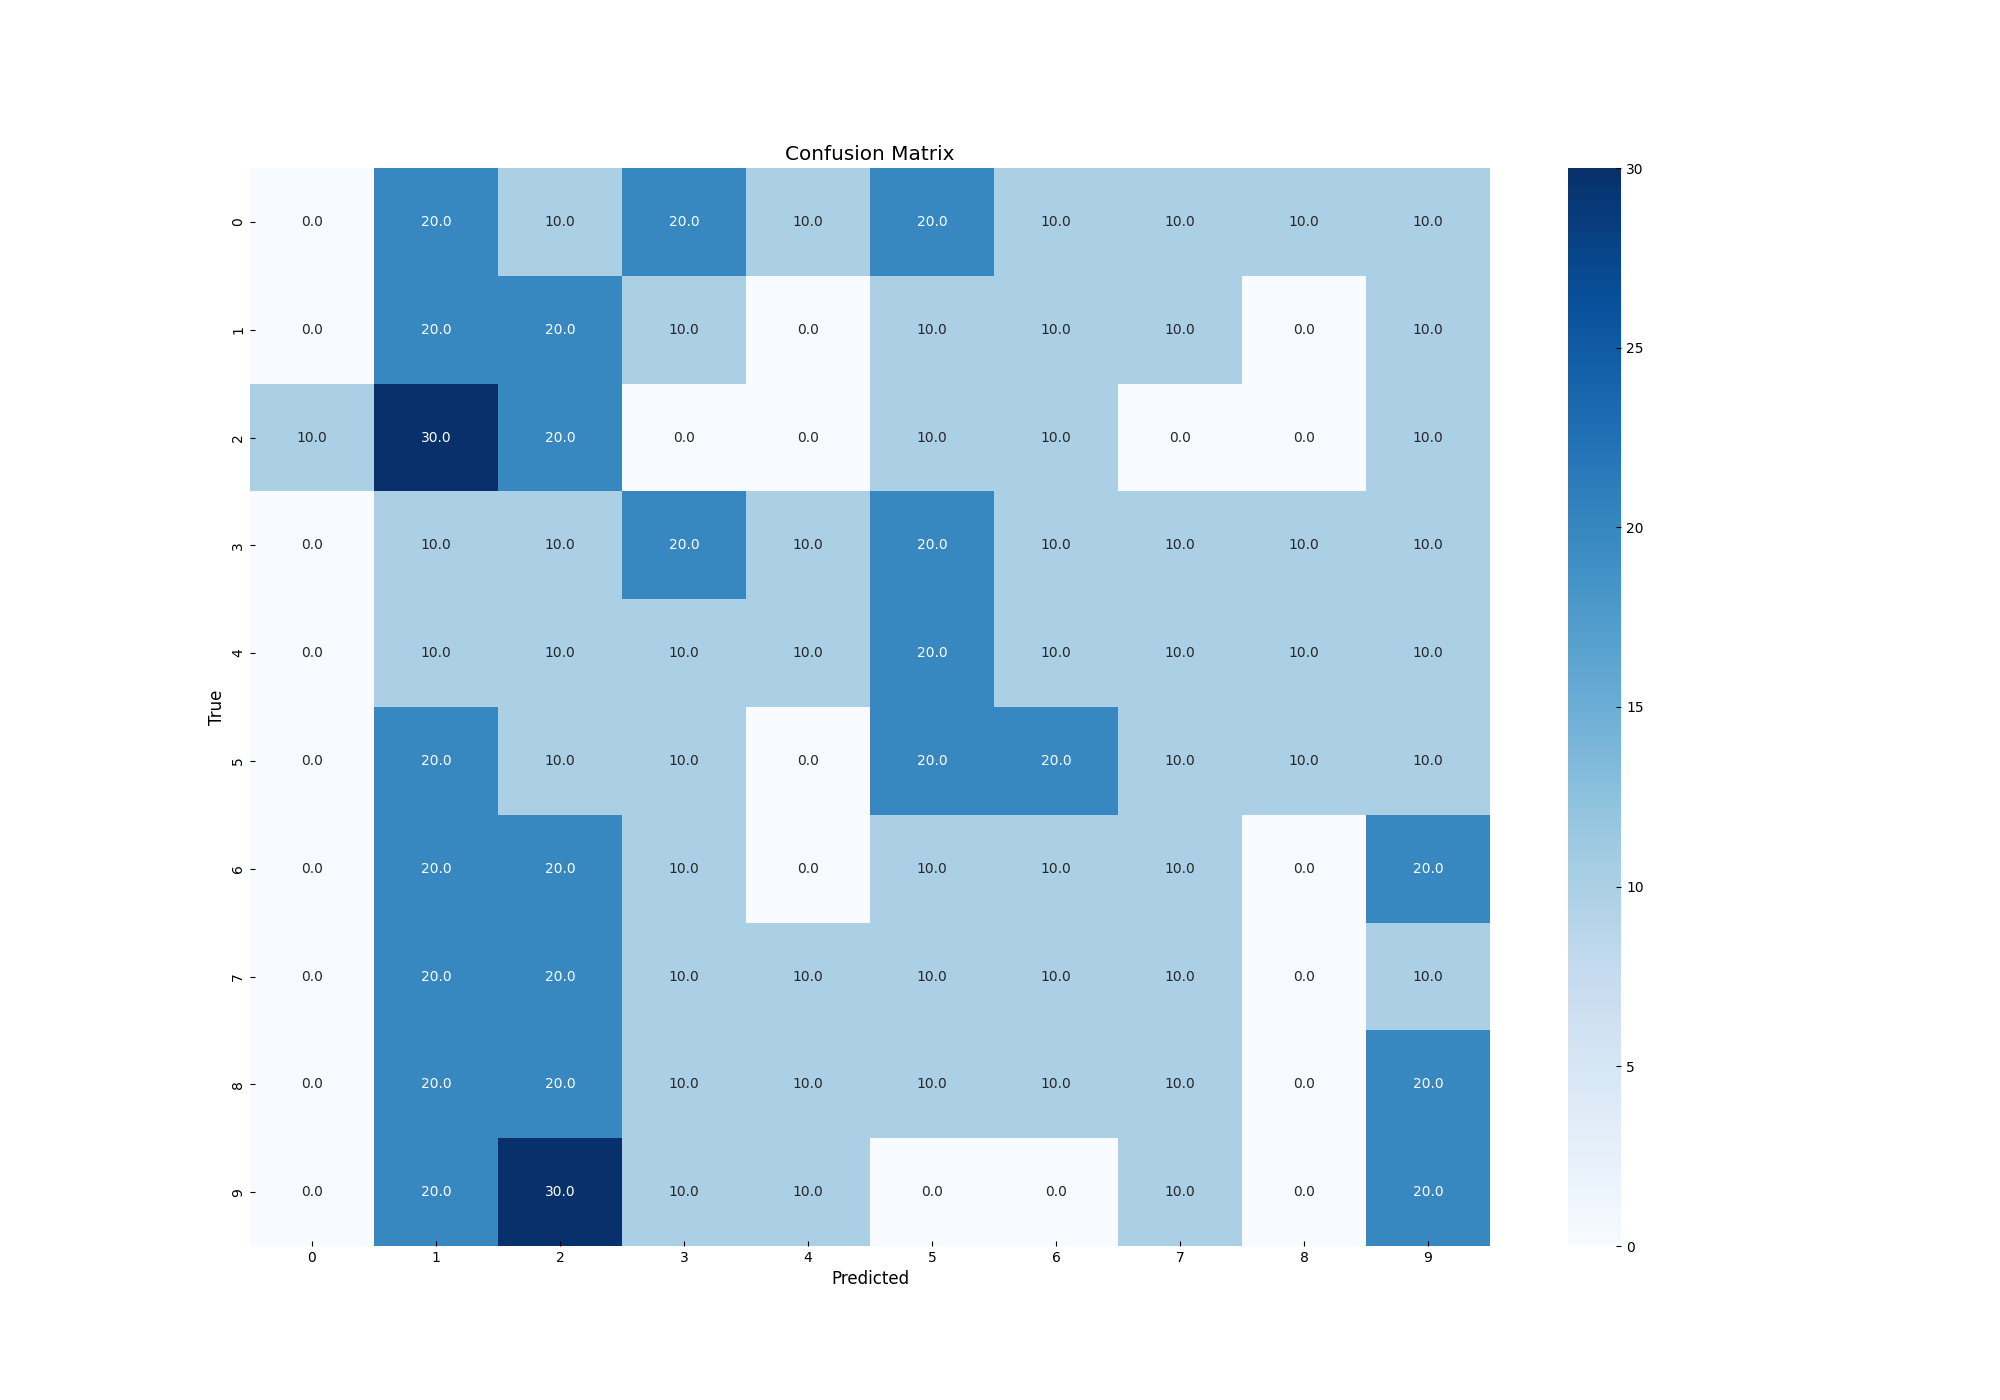 Confusion Matrix
0 0.0 20.0 10.0 20.0 10.0 20.0 10.0 10.0 10.0 10.0
1 0.0 20.0 20.0 10.0 0.0 10.0 10.0 10.0 0.0 10.0
2 10.0 30.0 20.0 0.0 0.0 10.0 10.0 0.0 0.0 10.0
3 0.0 10.0 10.0 20.0 10.0 20.0 10.0 10.0 10.0 10.0
4 0.0 10.0 10.0 10.0 10.0 20.0 10.0 10.0 10.0 10.0
5 0.0 20.0 10.0 10.0 0.0 20.0 20.0 10.0 10.0 10.0
6 0.0 20.0 20.0 10.0 0.0 10.0 10.0 10.0 0.0 20.0
7 0.0 20.0 20.0 10.0 10.0 10.0 10.0 10.0 0.0 10.0
8 0.0 20.0 20.0 10.0 10.0 10.0 10.0 10.0 0.0 20.0
9 0.0 20.0 30.0 10.0 10.0 0.0 0.0 10.0 0.0 20.0
0 1 2 3 4 5 6 7 8 9
Predicted
True
30
25
20
15
10
5
0